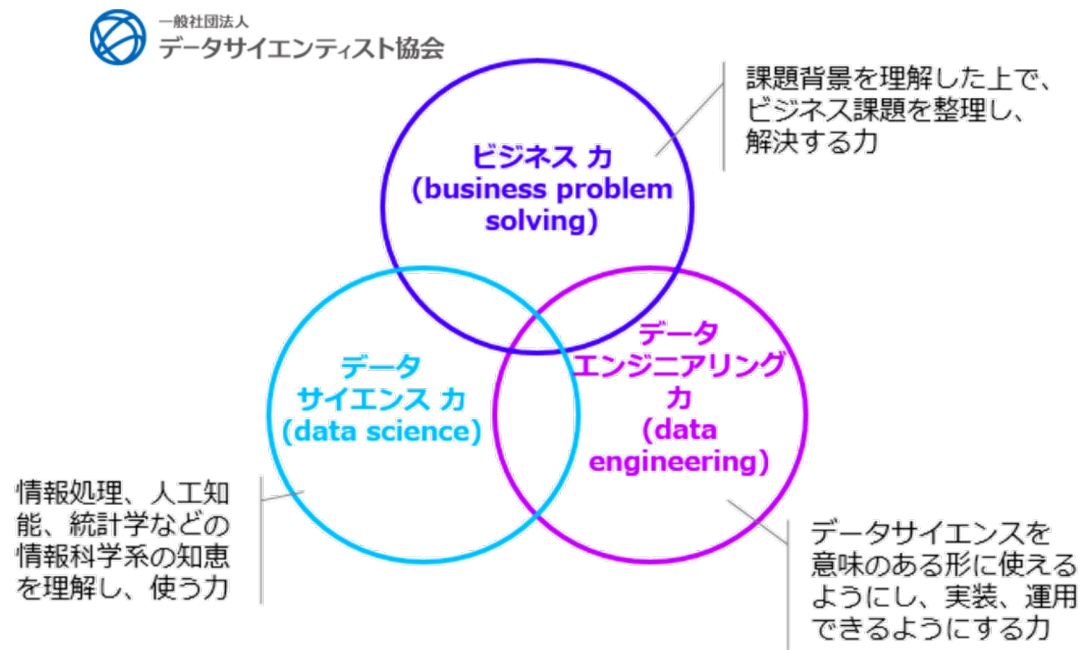 一般社団法人
データサイエンティスト協会
課題背景を理解した上で、
ビジネス課題を整理し、
解決する力
ビジネス 力
(business problem
solving)
データ
サイエンス 力
(data science)
データ
エンジニアリング
力
(data
engineering)
情報処理、人工知
能、統計学などの
情報科学系の知恵
を理解し、使う力
データサイエンスを
意味のある形に使える
ようにし、実装、運用
できるようにする力